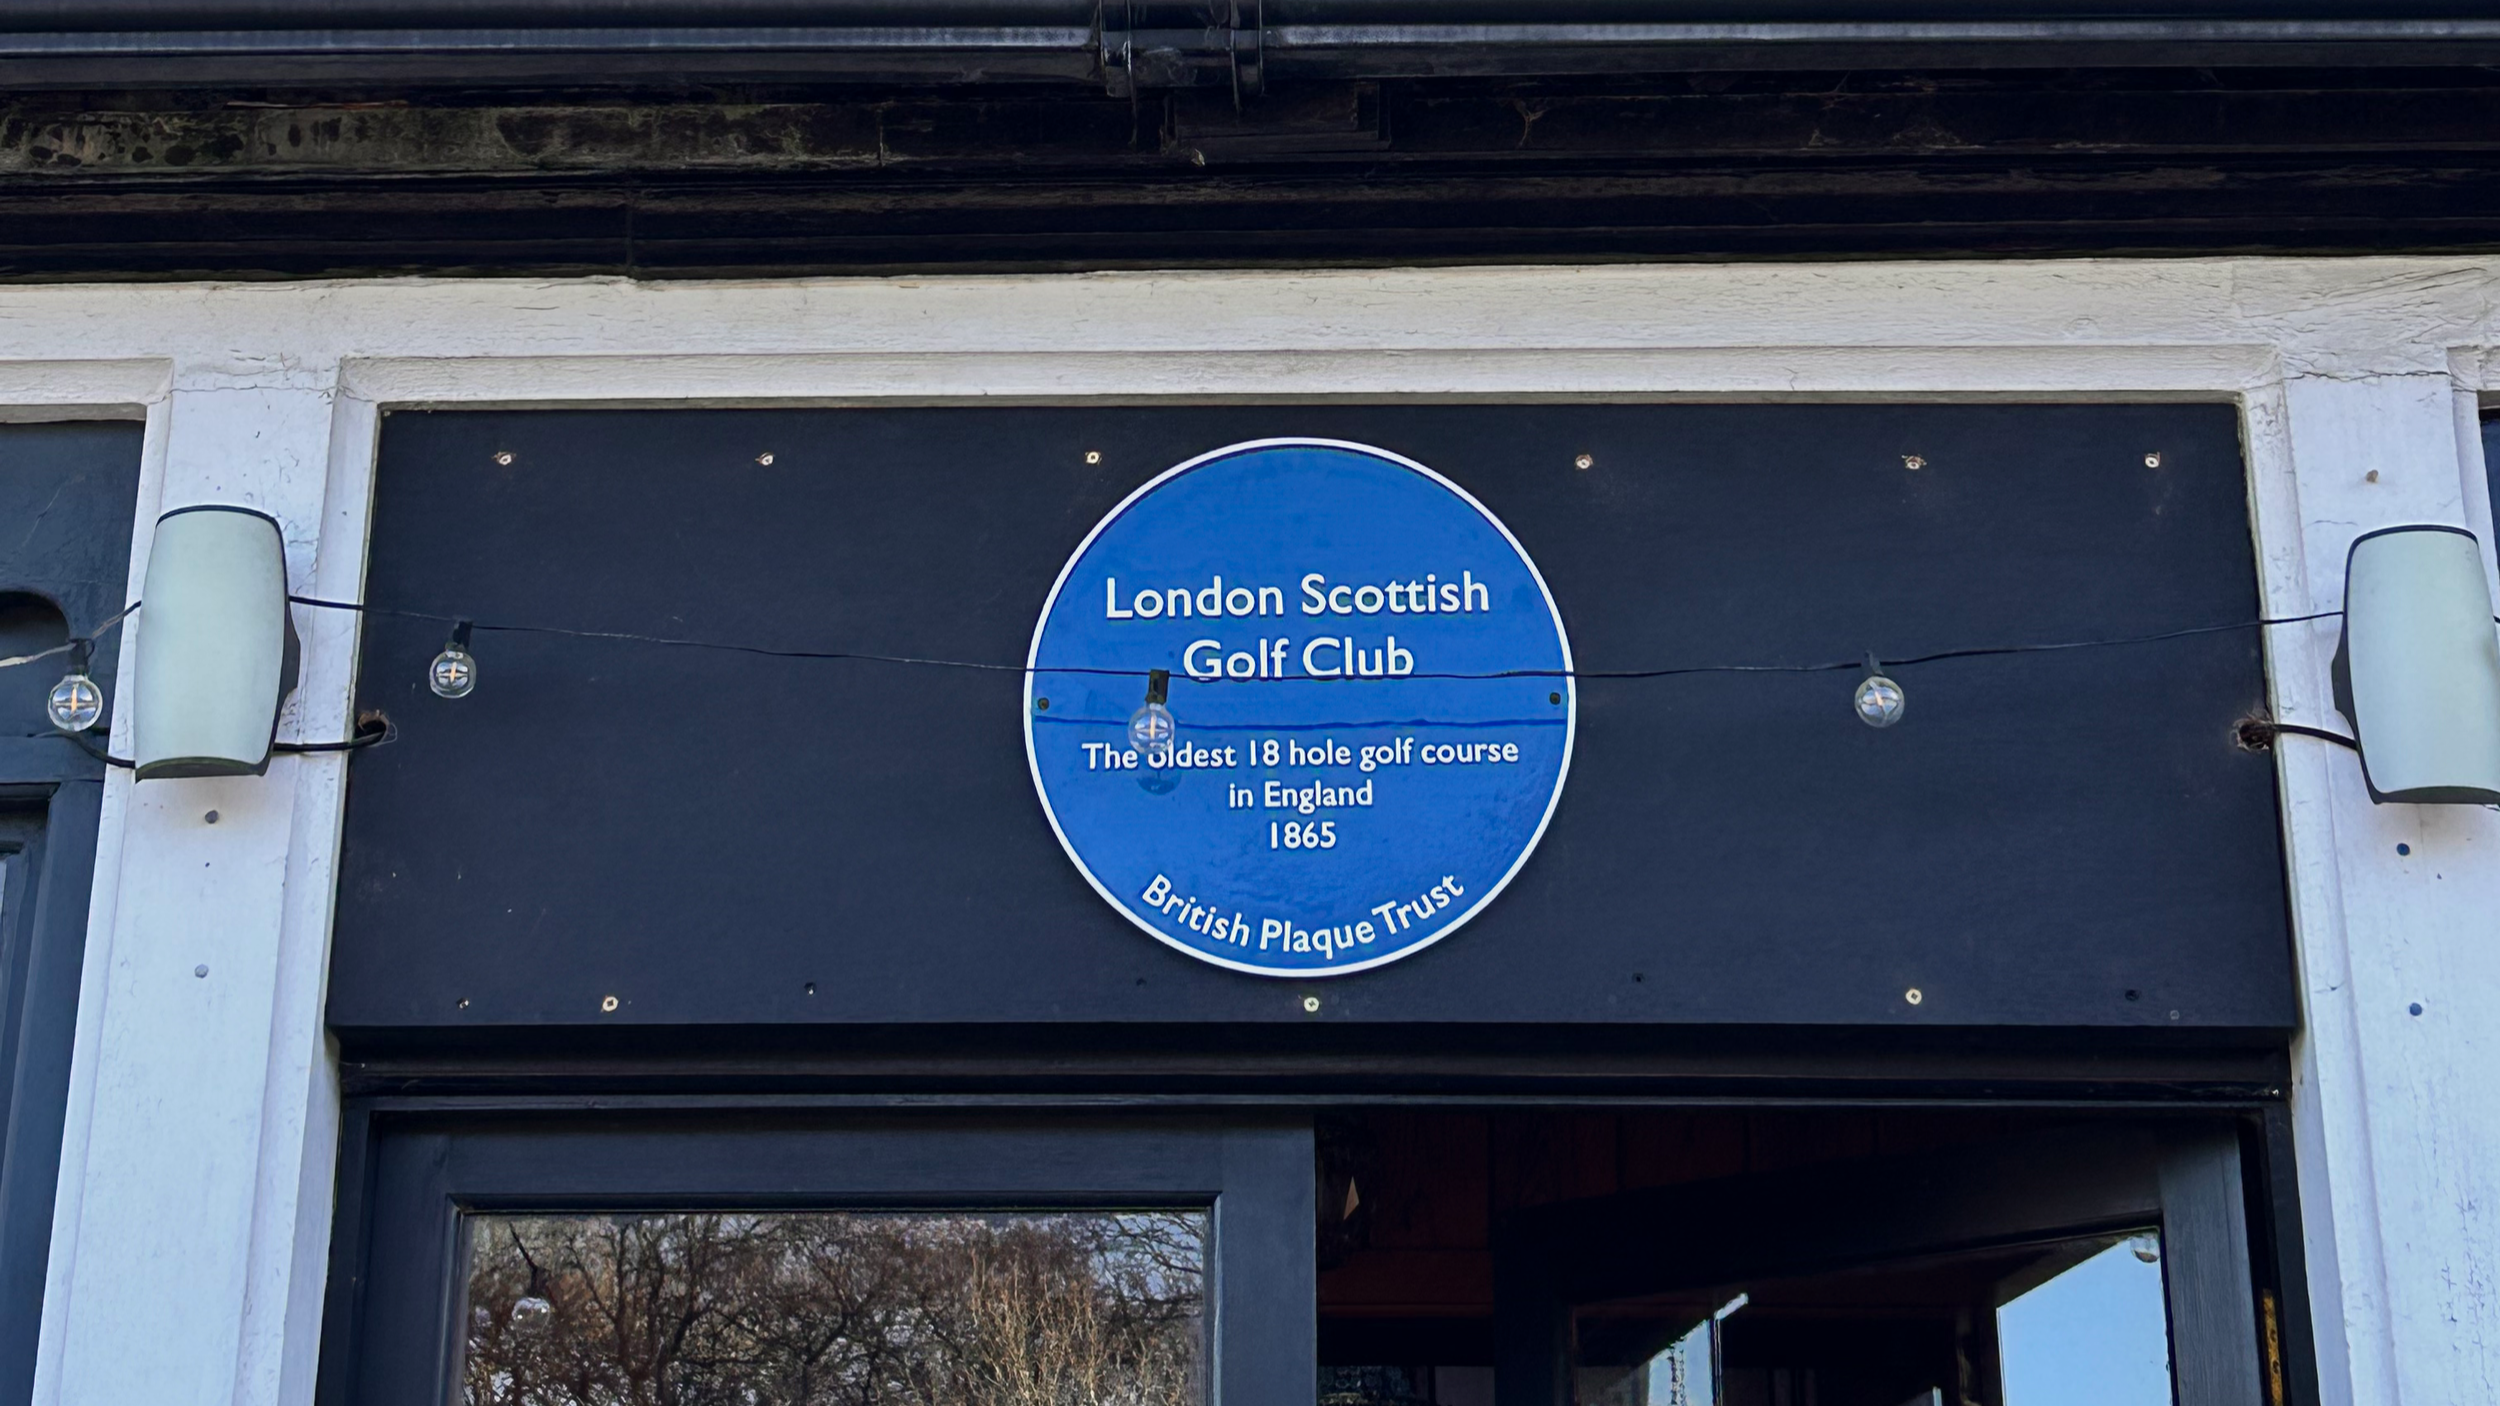 London Scottish
Golf Club
The oldest 18 hole golf course
in England
1865
British Plaque Trust